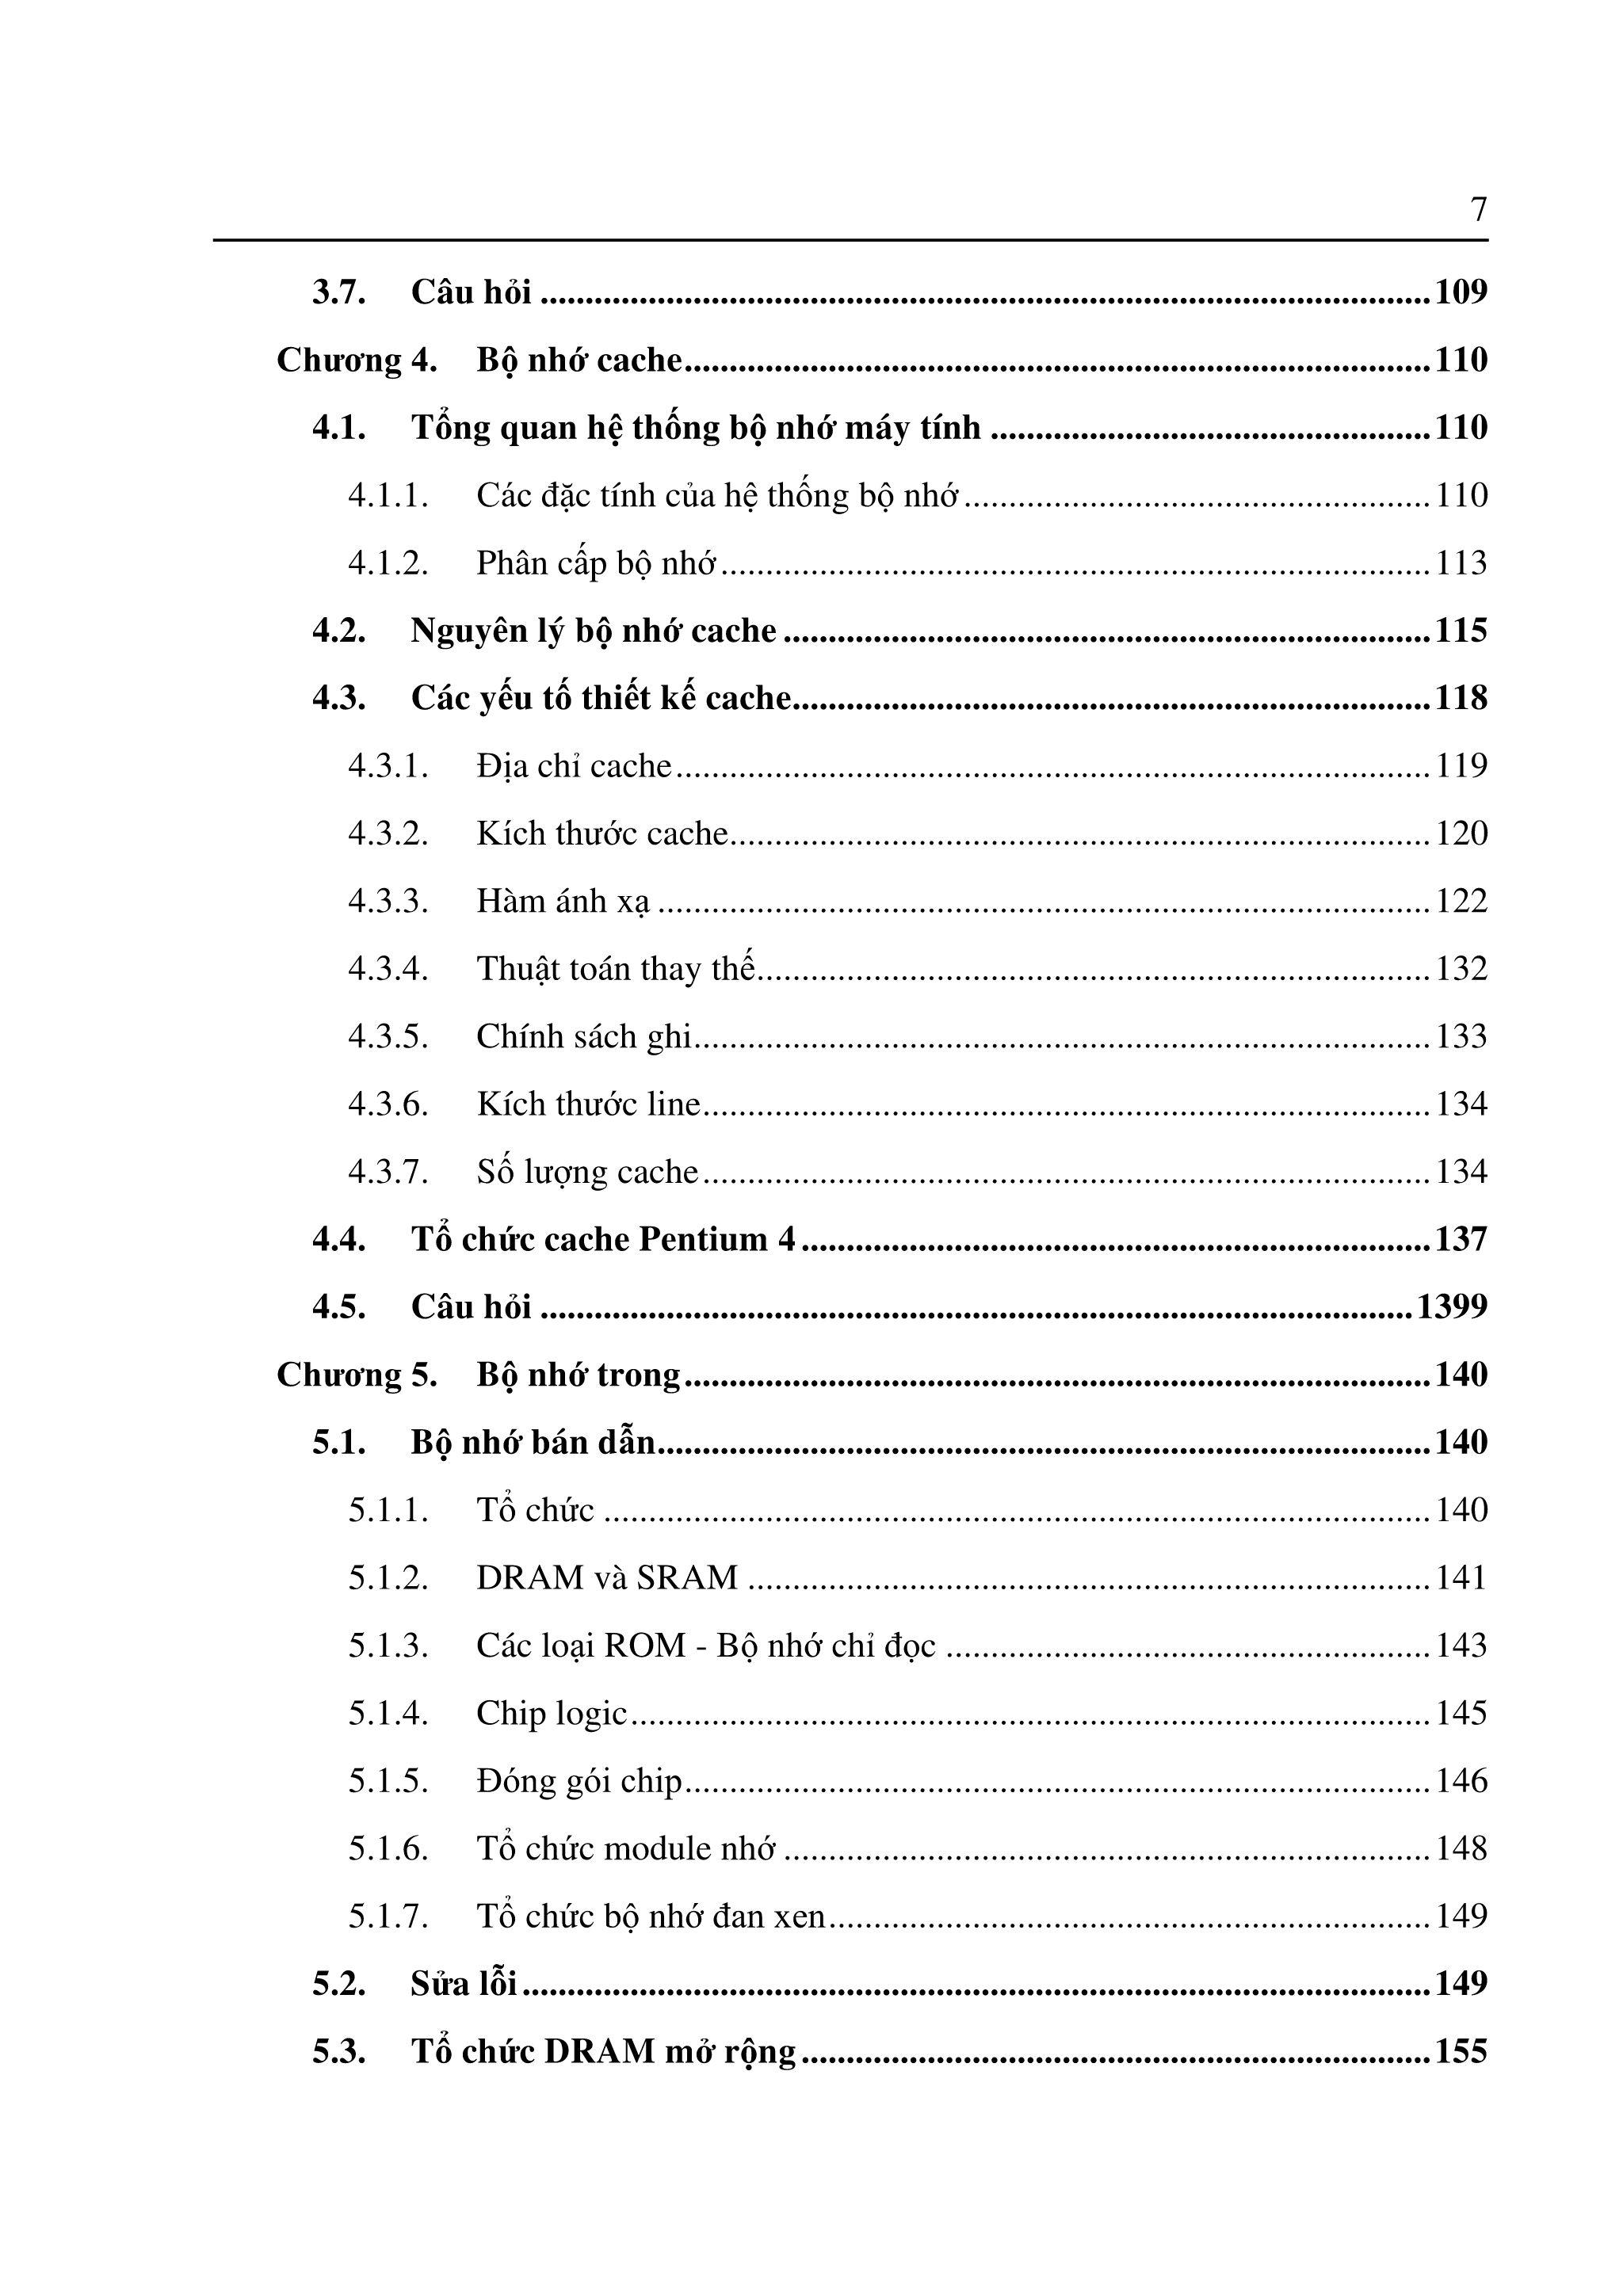 7
3.7. Câu hỏi ........ 109
Chương 4. Bộ nhớ cache ........ 110
4.1. Tổng quan hệ thống bộ nhớ máy tính ........ 110
4.1.1. Các đặc tính của hệ thống bộ nhớ ........ 110
4.1.2. Phân cấp bộ nhớ ........ 113
4.2. Nguyên lý bộ nhớ cache ........ 115
4.3. Các yếu tố thiết kế cache ........ 118
4.3.1. Địa chỉ cache ........ 119
4.3.2. Kích thước cache ........ 120
4.3.3. Hàm ánh xạ ........ 122
4.3.4. Thuật toán thay thế ........ 132
4.3.5. Chính sách ghi ........ 133
4.3.6. Kích thước line ........ 134
4.3.7. Số lượng cache ........ 134
4.4. Tổ chức cache Pentium 4 ........ 137
4.5. Câu hỏi ........ 1399
Chương 5. Bộ nhớ trong ........ 140
5.1. Bộ nhớ bán dẫn ........ 140
5.1.1. Tổ chức ........ 140
5.1.2. DRAM và SRAM ........ 141
5.1.3. Các loại ROM - Bộ nhớ chỉ đọc ........ 143
5.1.4. Chip logic ........ 145
5.1.5. Đóng gói chip ........ 146
5.1.6. Tổ chức module nhớ ........ 148
5.1.7. Tổ chức bộ nhớ đan xen ........ 149
5.2. Sửa lỗi ........ 149
5.3. Tổ chức DRAM mở rộng ........ 155